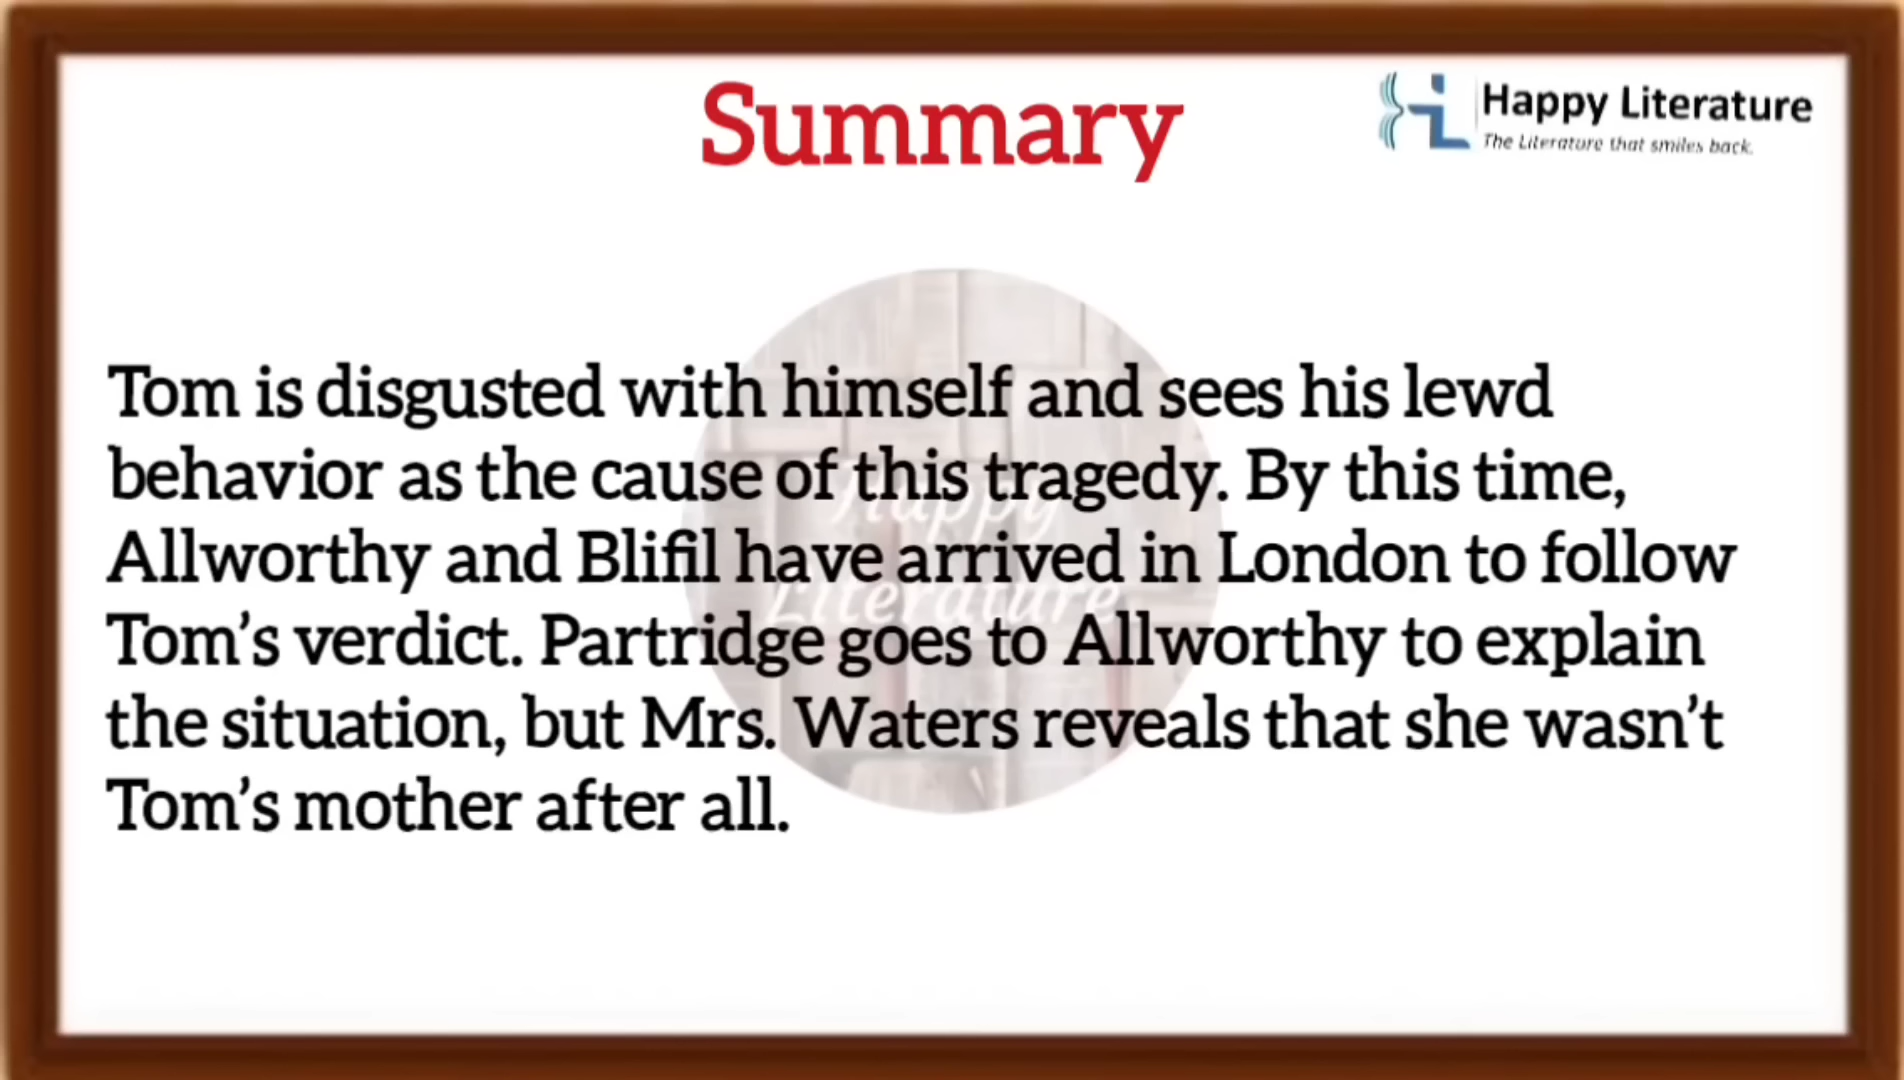 Summary
Happy Literature
The Literature that smiles back.
Tom is disgusted with himself and sees his lewd
behavior as the cause of this tragedy. By this time,
Allworthy and Blifil have arrived in London to follow
Tom’s verdict. Partridge goes to Allworthy to explain
the situation, but Mrs. Waters reveals that she wasn’t
Tom’s mother after all.
Happy
Literature